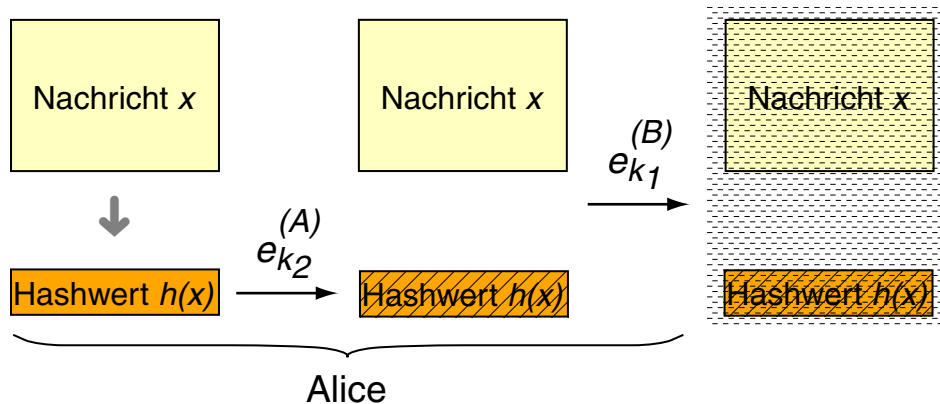 Nachricht x
Nachricht x
Nachricht x
e_{k_1}^{(B)}
e_{k_2}^{(A)}
Hashwert h(x)
Hashwert h(x)
Hashwert h(x)
Alice